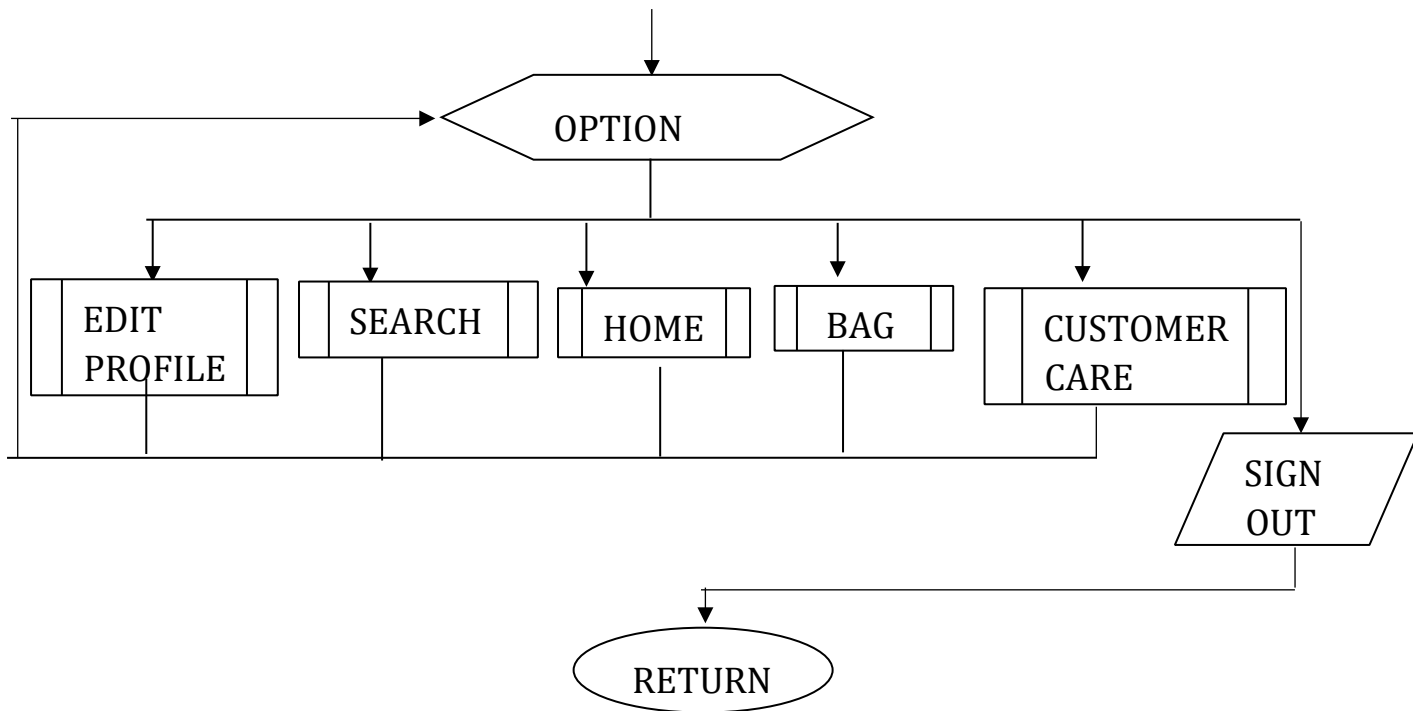 OPTION
EDIT
PROFILE
SEARCH
HOME
BAG
CUSTOMER
CARE
SIGN
OUT
RETURN